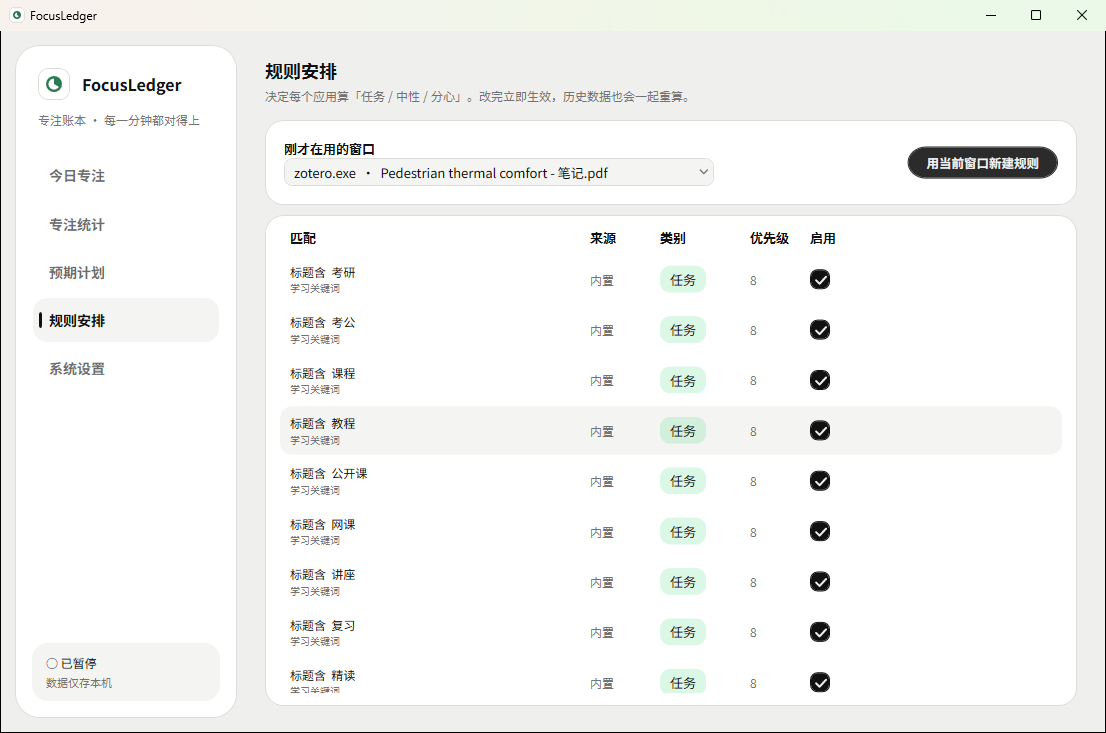 FocusLedger
FocusLedger
专注账本 · 每一分钟都对得上
今日专注
专注统计
预期计划
规则安排
系统设置
已暂停
数据仅存本机
规则安排
决定每个应用算「任务 / 中性 / 分心」。改完立即生效，历史数据也会一起重算。
刚才在用的窗口
zotero.exe · Pedestrian thermal comfort - 笔记.pdf
用当前窗口新建规则
匹配 来源 类别 优先级 启用
标题含 考研
学习关键词
内置 任务 8
标题含 考公
学习关键词
内置 任务 8
标题含 课程
学习关键词
内置 任务 8
标题含 教程
学习关键词
内置 任务 8
标题含 公开课
学习关键词
内置 任务 8
标题含 网课
学习关键词
内置 任务 8
标题含 讲座
学习关键词
内置 任务 8
标题含 复习
学习关键词
内置 任务 8
标题含 精读
学习关键词
内置 任务 8